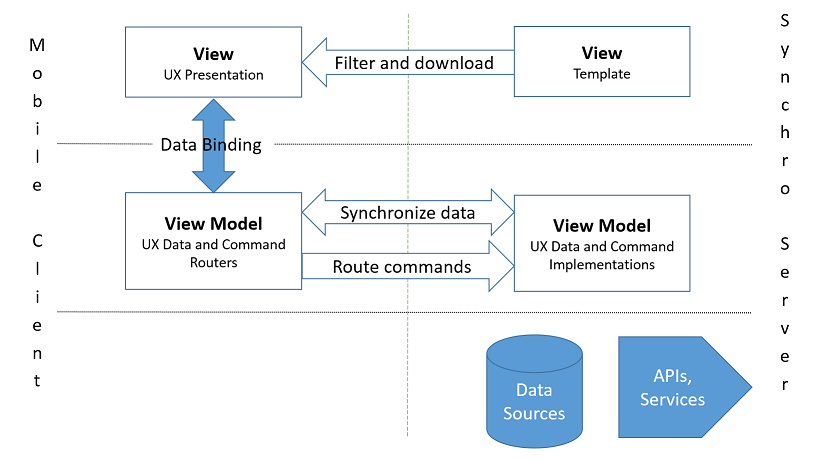 Mobile Client
View
UX Presentation
Filter and download
View
Template
Synchro Server
Data Binding
View Model
UX Data and Command
Routers
Synchronize data
Route commands
View Model
UX Data and Command
Implementations
Data
Sources
APIs,
Services